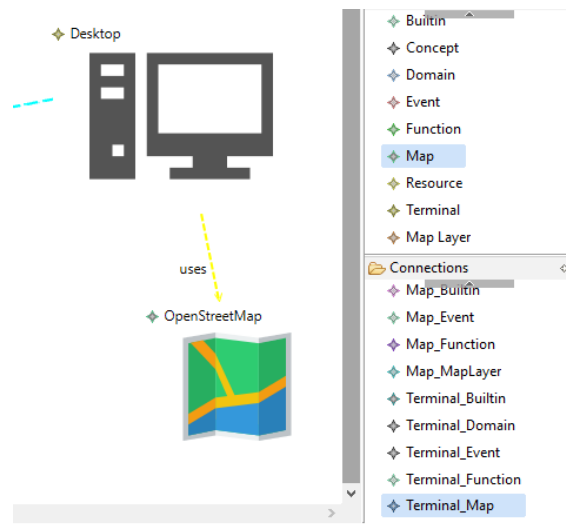 Desktop
uses
OpenStreetMap
Builtin
Concept
Domain
Event
Function
Map
Resource
Terminal
Map Layer
Connections
Map_Builtin
Map_Event
Map_Function
Map_MapLayer
Terminal_Builtin
Terminal_Domain
Terminal_Event
Terminal_Function
Terminal_Map